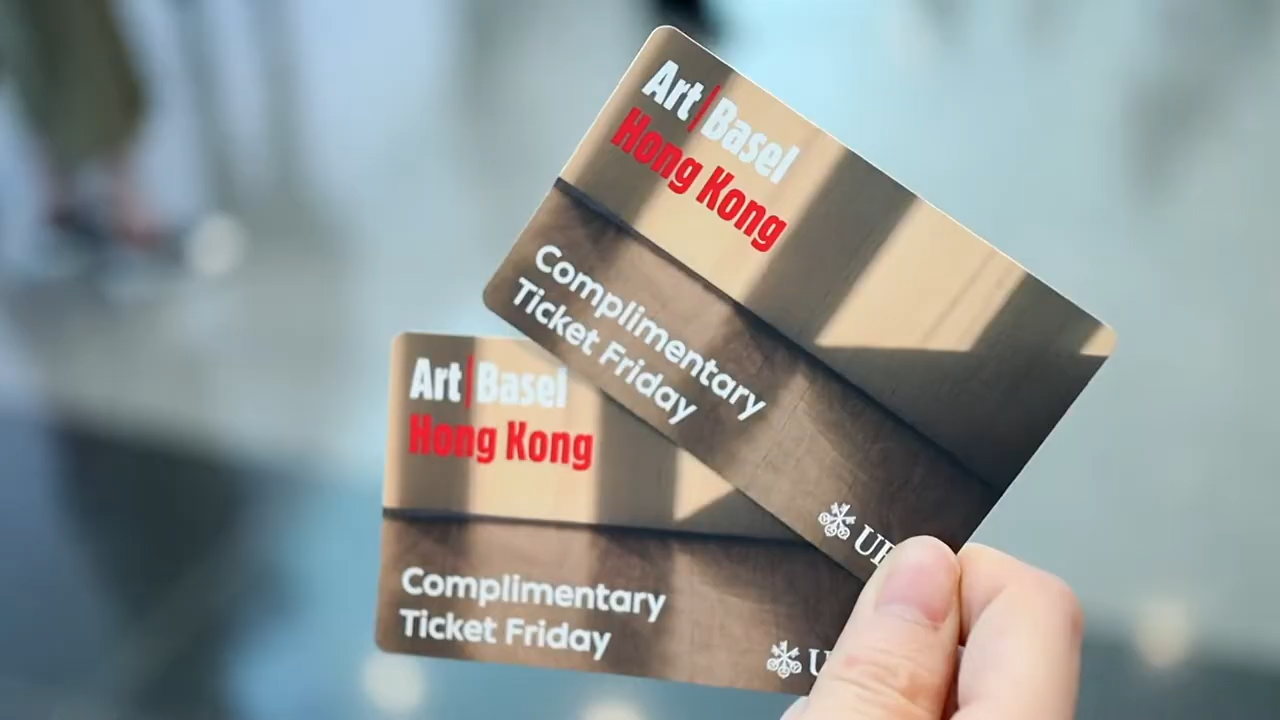 Art Basel
Hong Kong
Complimentary
Ticket Friday
Art Basel
Hong Kong
Complimentary
Ticket Friday